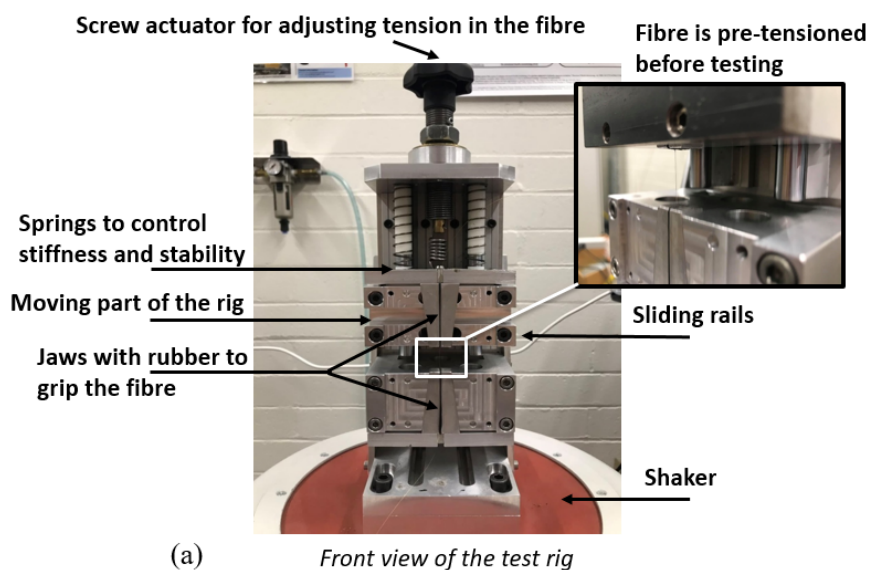 Screw actuator for adjusting tension in the fibre
Fibre is pre-tensioned
before testing
Springs to control
stiffness and stability
Moving part of the rig
Sliding rails
Jaws with rubber to
grip the fibre
Shaker
(a)
Front view of the test rig